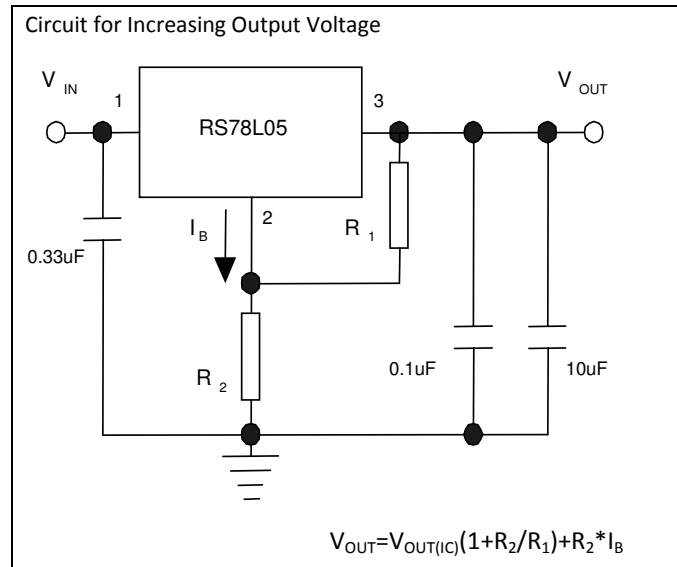 Circuit for Increasing Output Voltage
V IN
1
RS78L05
3
V OUT
2
I B
R 1
0.33uF
R 2
0.1uF
10uF
VOUT=VOUT(IC)(1+R2/R1)+R2*IB